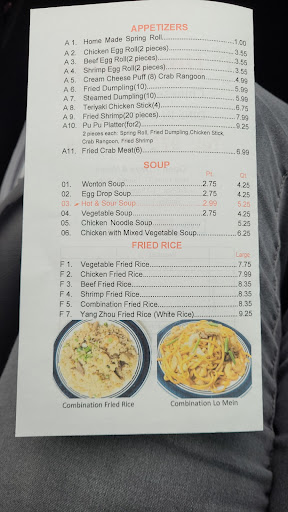 APPETIZERS
A 1. Home Made Spring Roll 1.00
A 2. Chicken Egg Roll(2 pieces) 3.55
A 3. Beef Egg Roll(2 pieces) 3.55
A 4. Shrimp Egg Roll(2 pieces) 3.55
A 5. Cream Cheese Puff (8) Crab Rangoon 4.99
A 6. Fried Dumpling(10) 5.99
A 7. Steamed Dumpling(10) 5.99
A 8. Teriyaki Chicken Stick(4) 6.75
A 9. Fried Shrimp(20 pieces) 7.99
A10. Pu Pu Platter(for2) 9.25
2 pieces each: Spring Roll, Fried Dumpling,Chicken Stick,
Crab Rangoon, Fried Shrimp
A11. Fried Crab Meat(6) 6.99
SOUP
Pt. Qt.
01. Wonton Soup 2.75 4.25
02. Egg Drop Soup 2.75 4.25
03. Hot & Sour Soup 2.99 5.25
04. Vegetable Soup 2.75 4.25
05. Chicken Noodle Soup 5.25
06. Chicken with Mixed Vegetable Soup 6.25
FRIED RICE
Large
F 1. Vegetable Fried Rice 7.75
F 2. Chicken Fried Rice 7.99
F 3. Beef Fried Rice 8.35
F 4. Shrimp Fried Rice 8.35
F 5. Combination Fried Rice 8.35
F 7. Yang Zhou Fried Rice (White Rice) 9.25
Combination Fried Rice
Combination Lo Mein